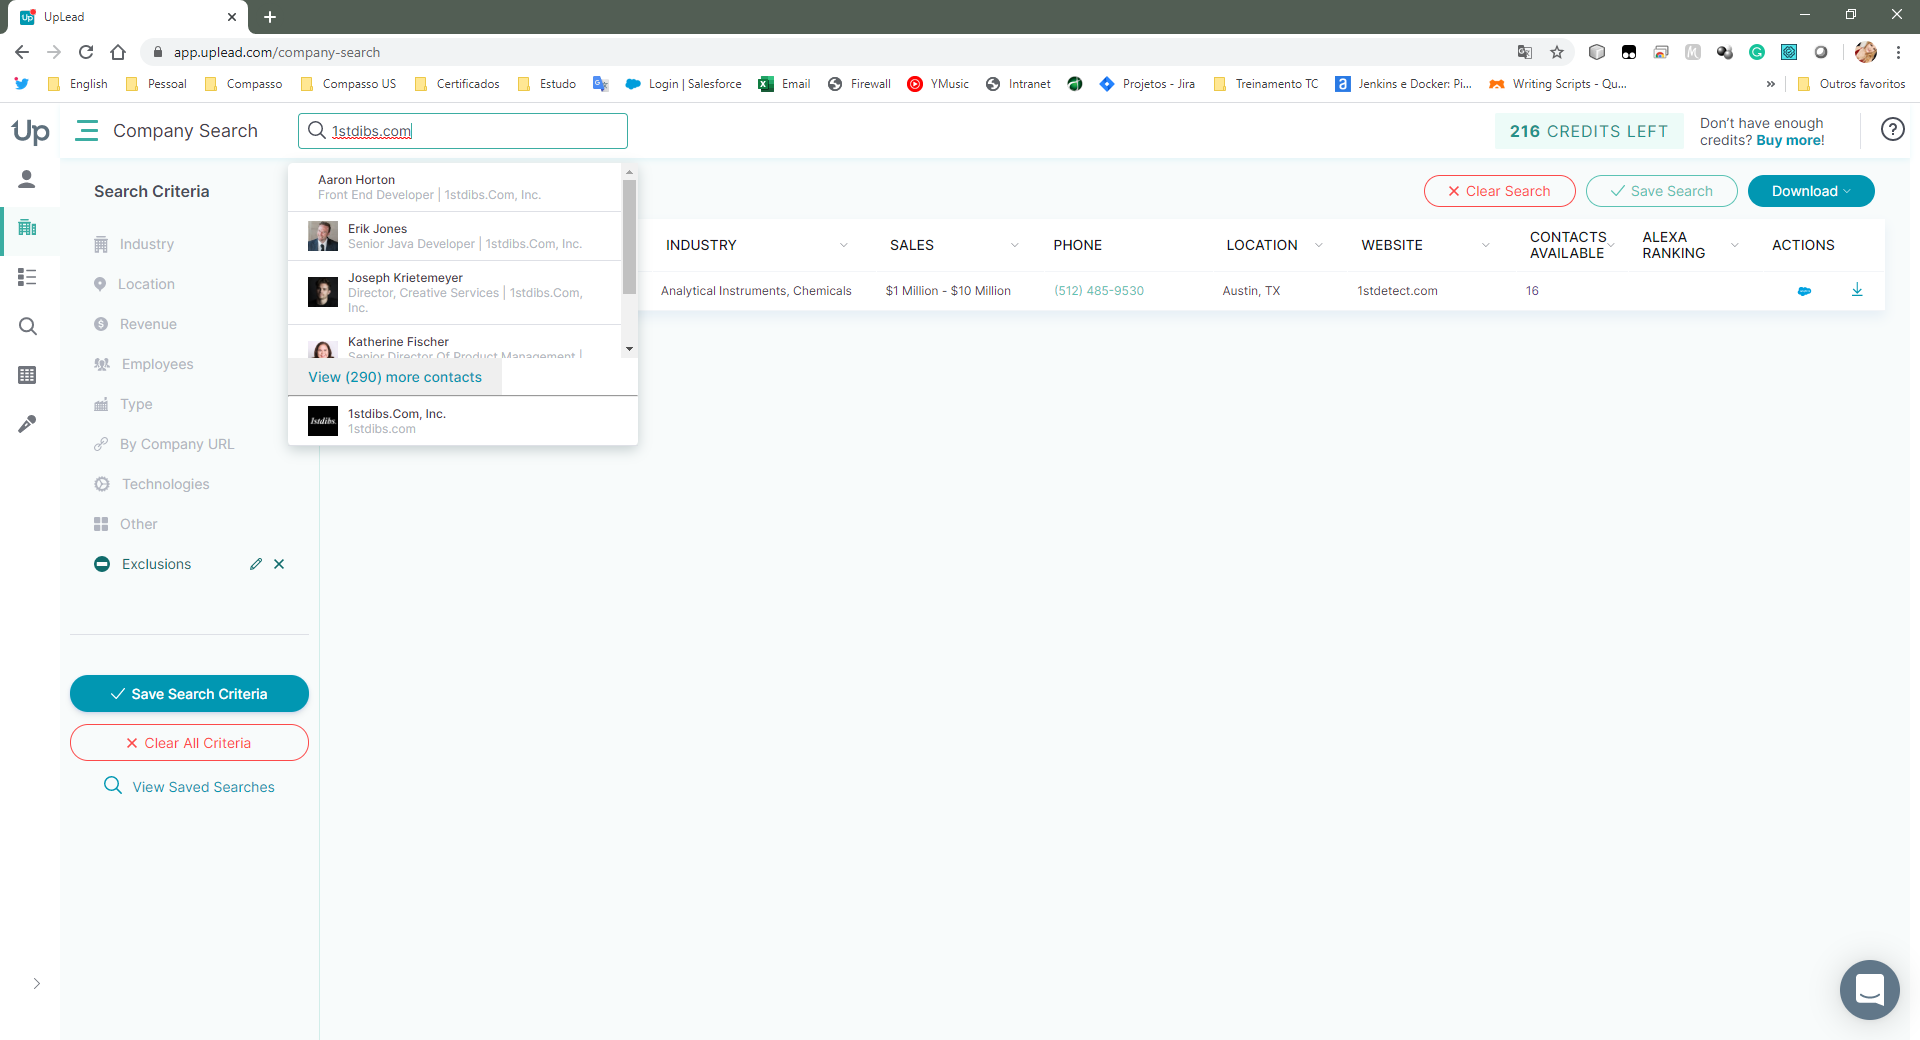 UpLead
app.uplead.com/company-search
English
Pessoal
Compasso
Compasso US
Certificados
Estudo
Login | Salesforce
Email
Firewall
YMusic
Intranet
Projetos - Jira
Treinamento TC
Jenkins e Docker: Pi...
Writing Scripts - Qu...
»
Outros favoritos
Up
Company Search
1stdibs.com
216 CREDITS LEFT
Don't have enough
credits? Buy more!
Search Criteria
Industry
Location
Revenue
Employees
Type
By Company URL
Technologies
Other
Exclusions
Save Search Criteria
Clear All Criteria
View Saved Searches
Aaron Horton
Front End Developer | 1stdibs.Com, Inc.
Erik Jones
Senior Java Developer | 1stdibs.Com, Inc.
Joseph Krietemeyer
Director, Creative Services | 1stdibs.Com,
Inc.
Katherine Fischer
Senior Director Of Product Management |
View (290) more contacts
1stdibs.
1stdibs.Com, Inc.
1stdibs.com
Clear Search
Save Search
Download
INDUSTRY
SALES
PHONE
LOCATION
WEBSITE
CONTACTS
AVAILABLE
ALEXA
RANKING
ACTIONS
Analytical Instruments, Chemicals
$1 Million - $10 Million
(512) 485-9530
Austin, TX
1stdetect.com
16